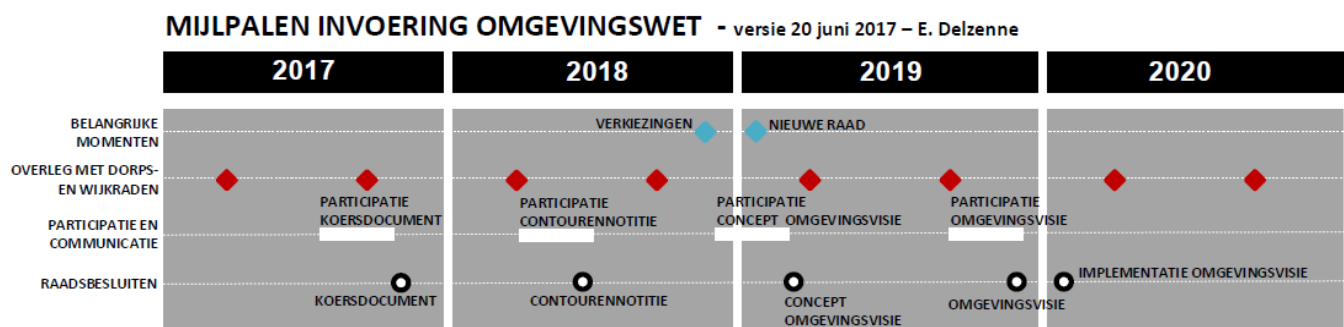 MIJLPALEN INVOERING OMGEVINGSWET - versie 20 juni 2017 – E. Delzenne
2017 2018 2019 2020
BELANGRIJKE
MOMENTEN
VERKIEZINGEN
NIEUWE RAAD
OVERLEG MET DORPS-
EN WIJKRADEN
PARTICIPATIE EN
COMMUNICATIE
PARTICIPATIE
KOERSDOCUMENT
PARTICIPATIE
CONTOURENNOTITIE
PARTICIPATIE
CONCEPT OMGEVINGSVISIE
PARTICIPATIE
OMGEVINGSVISIE
RAADSBESLUITEN
KOERSDOCUMENT
CONTOURENNOTITIE
CONCEPT
OMGEVINGSVISIE
OMGEVINGSVISIE
IMPLEMENTATIE OMGEVINGSVISIE